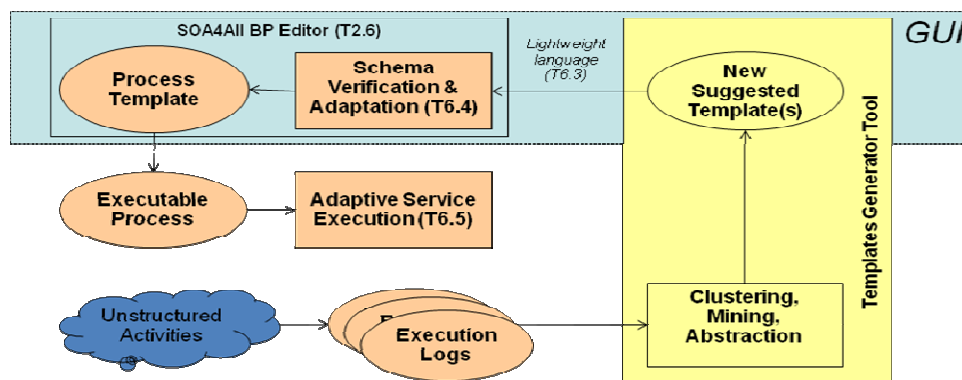 SOA4All BP Editor (T2.6)
GUI
Lightweight
language
(T6.3)
Process
Template
Schema
Verification &
Adaptation (T6.4)
New
Suggested
Template(s)
Templates Generator Tool
Executable
Process
Adaptive Service
Execution (T6.5)
Unstructured
Activities
Execution
Logs
Clustering,
Mining,
Abstraction